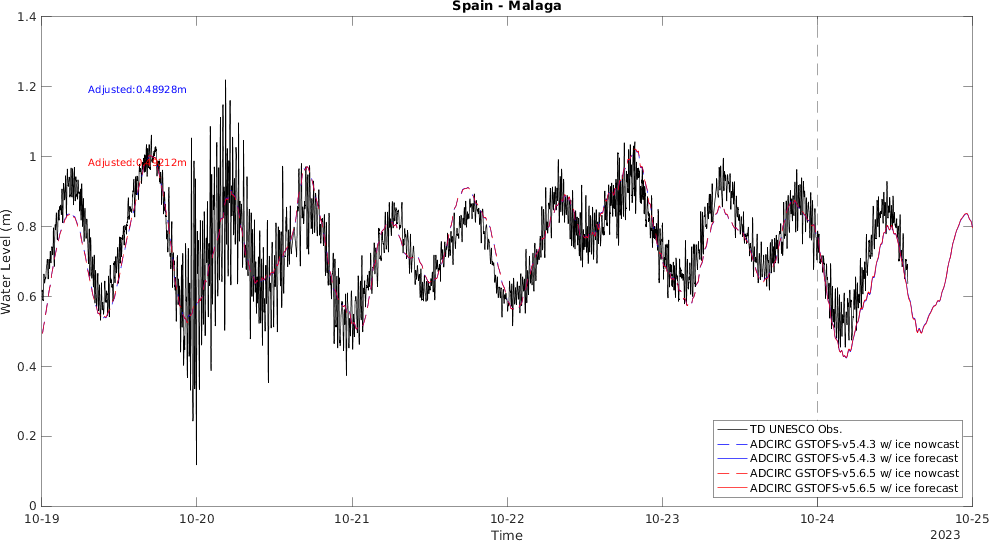 Spain - Malaga
1.4
1.2
1
0.8
0.6
0.4
0.2
0
Water Level (m)
Adjusted:0.48928m
10-19
10-20
10-21
10-22
10-23
10-24
10-25
Time
2023
TD UNESCO Obs.
ADCIRC GSTOFS-v5.4.3 w/ ice nowcast
ADCIRC GSTOFS-v5.4.3 w/ ice forecast
ADCIRC GSTOFS-v5.6.5 w/ ice nowcast
ADCIRC GSTOFS-v5.6.5 w/ ice forecast